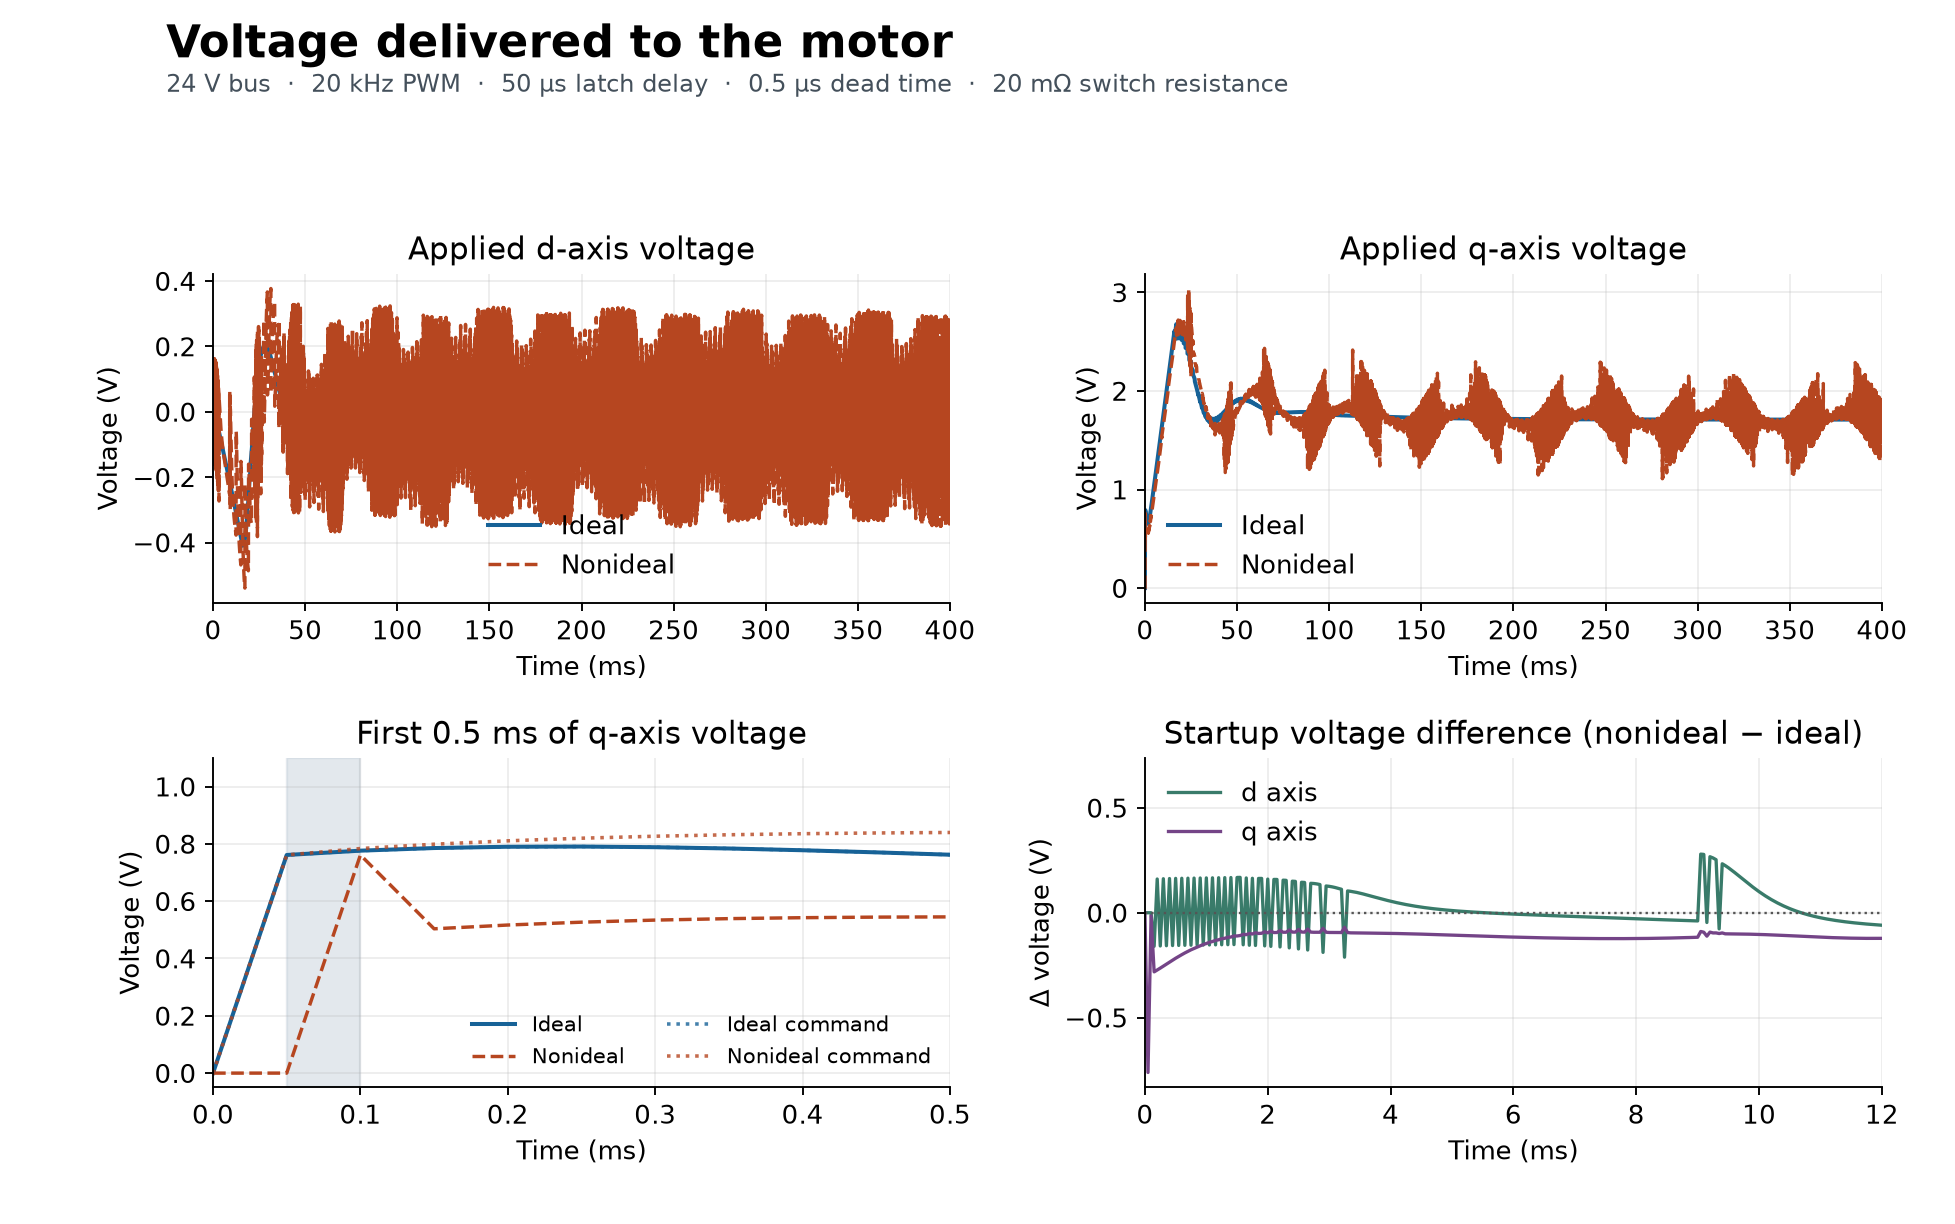 Voltage delivered to the motor
24 V bus · 20 kHz PWM · 50 µs latch delay · 0.5 µs dead time · 20 mΩ switch resistance
Applied d-axis voltage
Voltage (V)
0.4
0.2
0.0
−0.2
−0.4
Ideal
Nonideal
0 50 100 150 200 250 300 350 400
Time (ms)
Applied q-axis voltage
Voltage (V)
3
2
1
0
Ideal
Nonideal
0 50 100 150 200 250 300 350 400
Time (ms)
First 0.5 ms of q-axis voltage
Voltage (V)
1.0
0.8
0.6
0.4
0.2
0.0
Ideal Ideal command
Nonideal Nonideal command
0.0 0.1 0.2 0.3 0.4 0.5
Time (ms)
Startup voltage difference (nonideal − ideal)
Δ voltage (V)
0.5
0.0
−0.5
d axis
q axis
0 2 4 6 8 10 12
Time (ms)